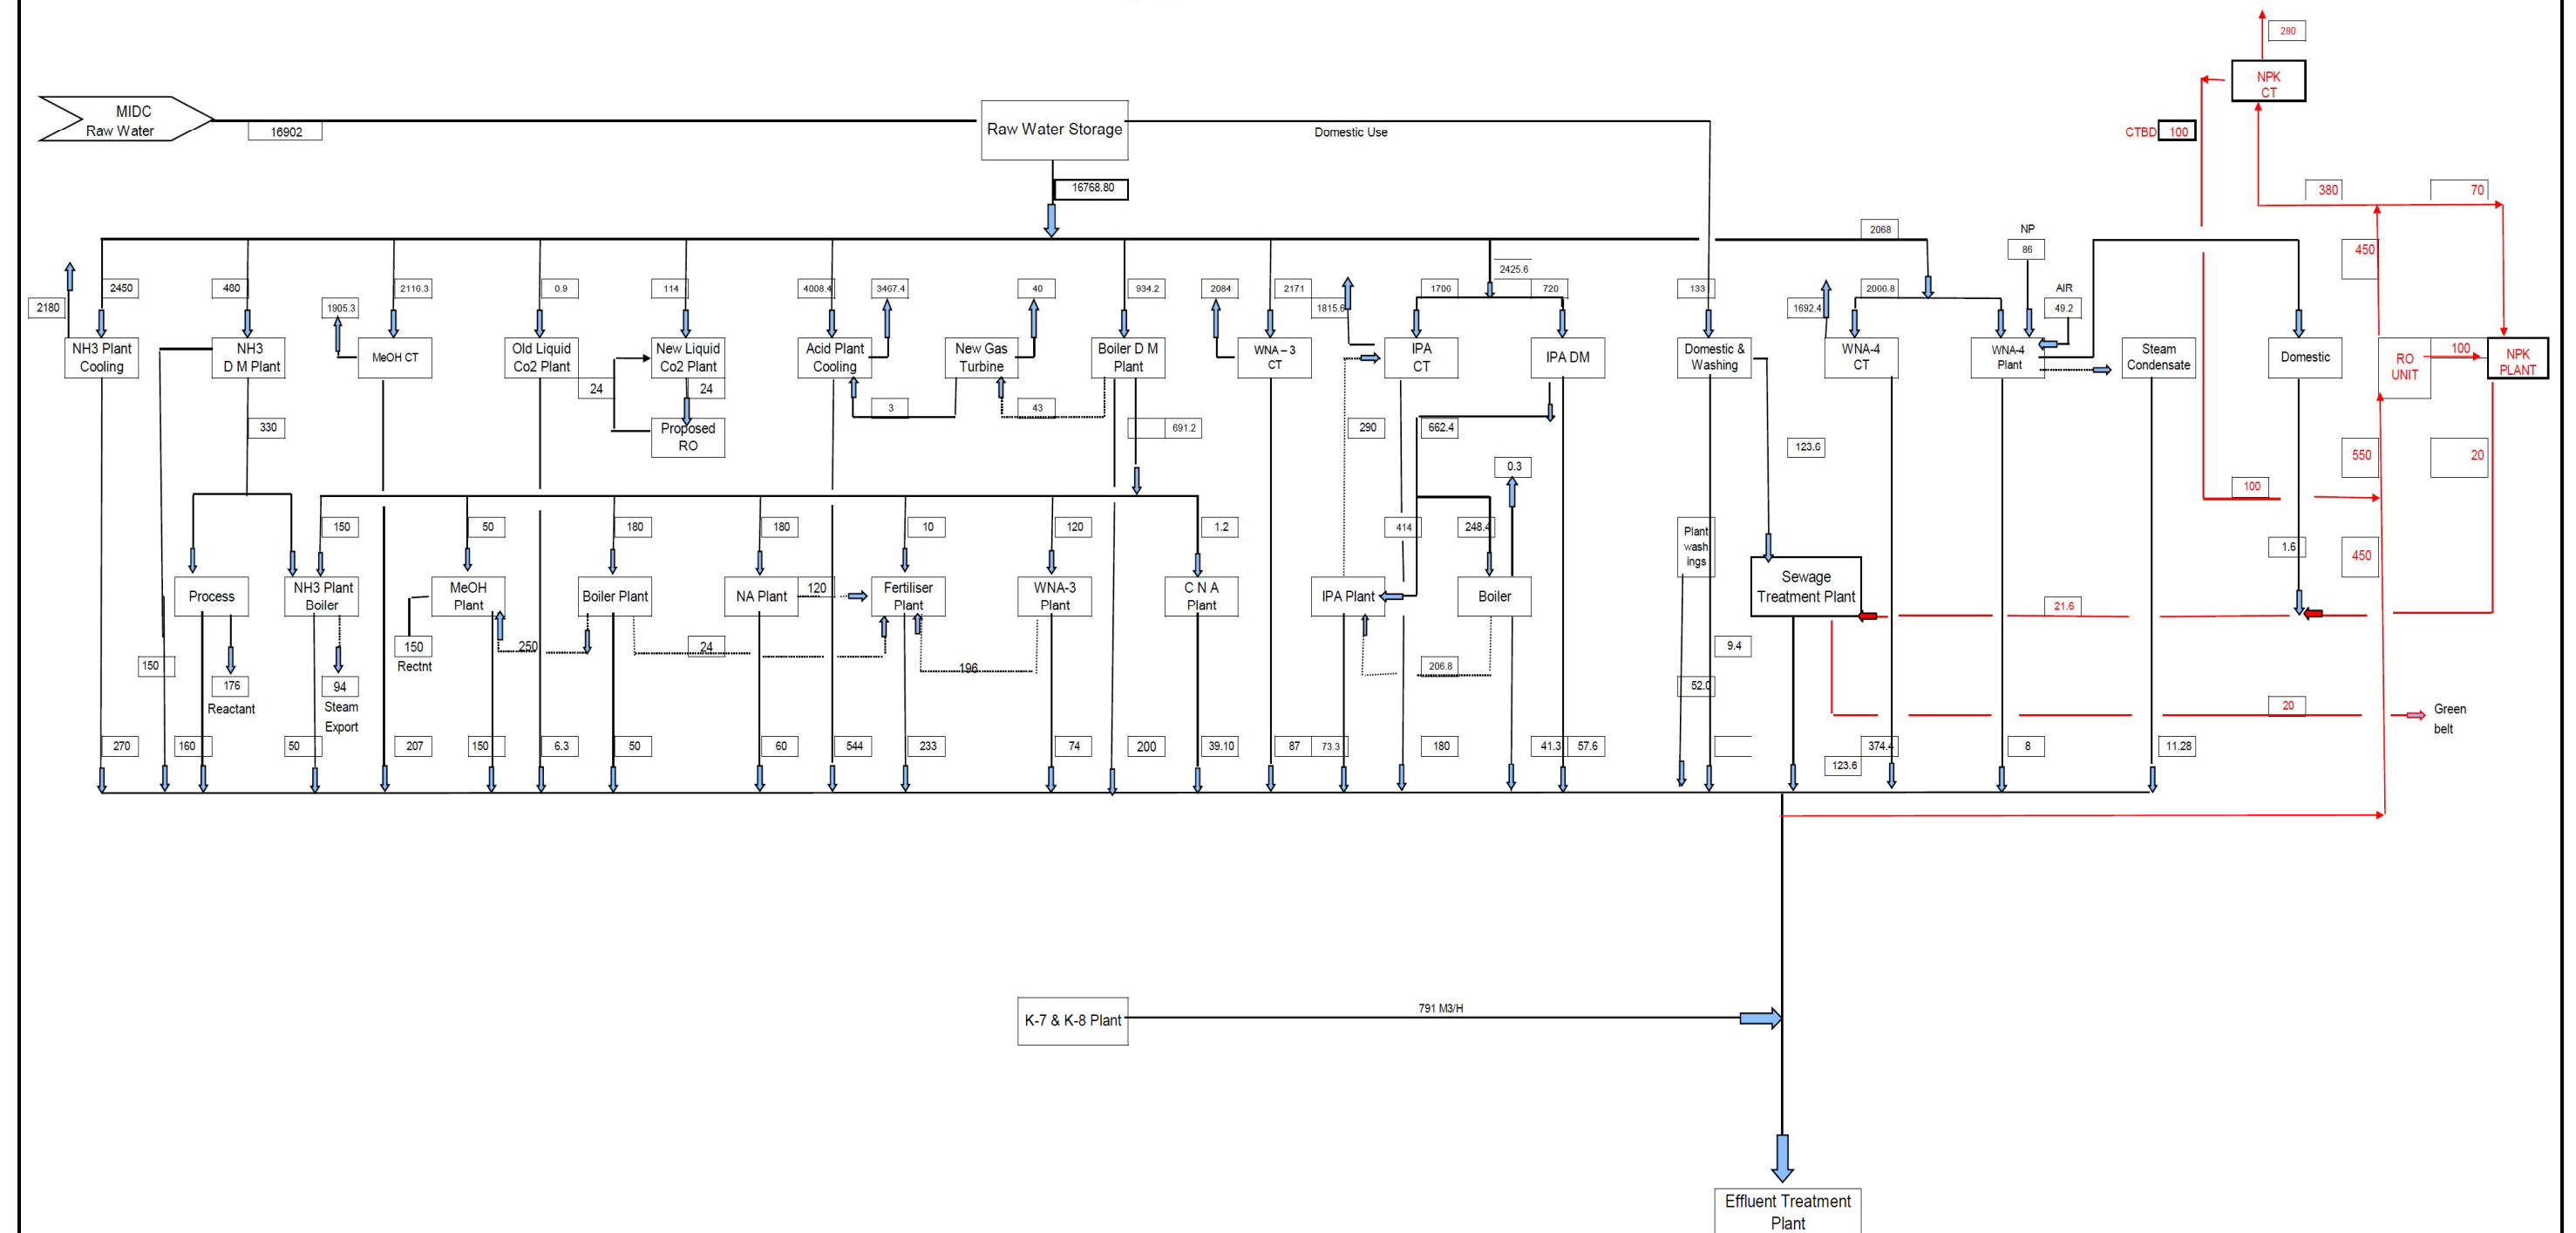 280
NPK
CT
MIDC
Raw Water
16902
Raw Water Storage
Domestic Use
CTBD 100
16768.80
380
70
2068
NP
86
450
2425.6
AIR
49.2
2180
2450
480
1905.3
2110.3
0.9
114
4008.4
3407.4
40
934.2
2084
2171
1815.6
1706
720
133
1692.4
2066.8
NH3 Plant
Cooling
NH3
D M Plant
MeOH CT
Old Liquid
Co2 Plant
New Liquid
Co2 Plant
Acid Plant
Cooling
New Gas
Turbine
Boiler D M
Plant
WNA – 3
CT
IPA
CT
IPA DM
Domestic &
Washing
WNA-4
CT
WNA-4
Plant
Steam
Condensate
Domestic
RO
UNIT
100
NPK
PLANT
24
24
3
43
330
Proposed
RO
691.2
290
662.4
123.6
550
20
0.3
100
150
50
180
180
10
120
1.2
414
248.4
Plant
wash
ings
1.6
450
Process
NH3 Plant
Boiler
MeOH
Plant
Boiler Plant
NA Plant
120
Fertiliser
Plant
WNA-3
Plant
C N A
Plant
IPA Plant
Boiler
Sewage
Treatment Plant
21.6
150
Rectnt
250
24
196
206.8
9.4
150
176
Reactant
94
Steam
Export
52.0
20
Green
belt
270
160
50
207
150
6.3
50
60
544
233
74
200
39.10
87
73.3
180
41.3
57.6
374.4
123.6
8
11.28
K-7 & K-8 Plant
791 M3/H
Effluent Treatment
Plant